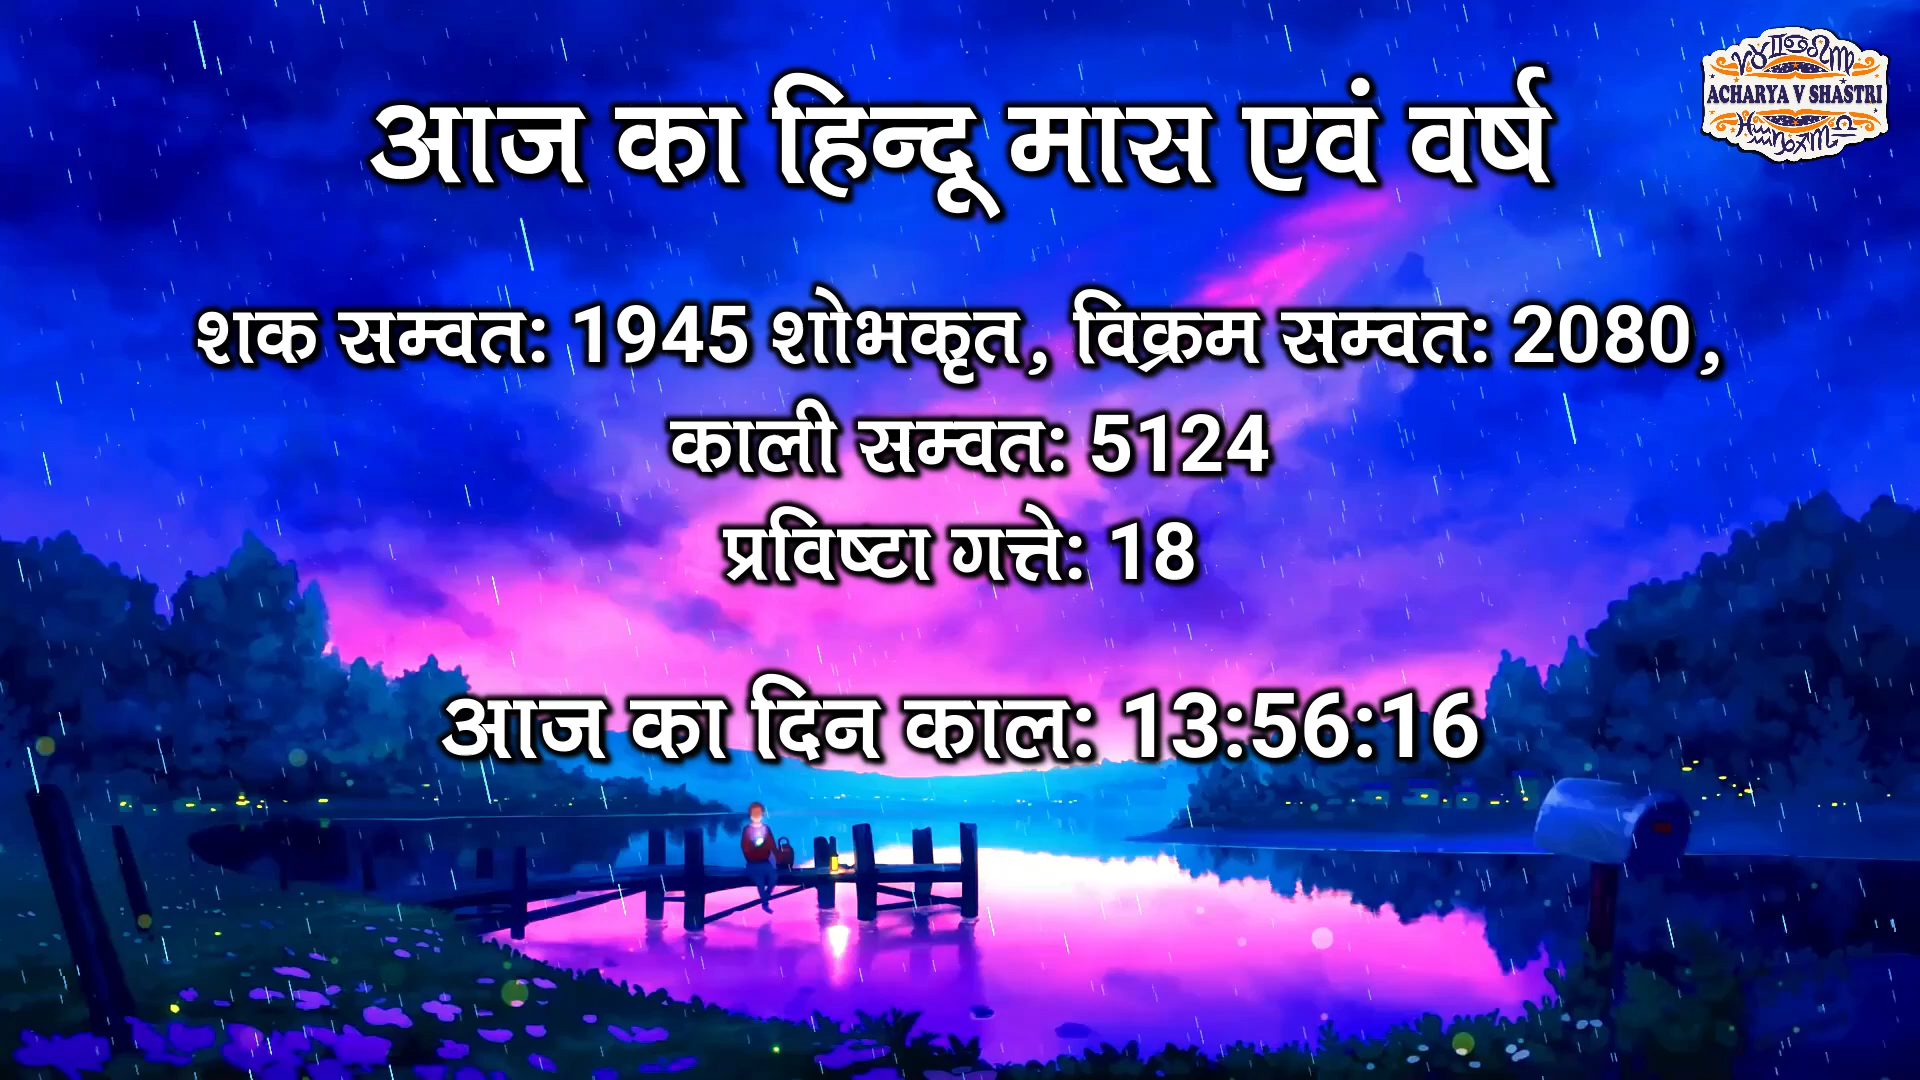 आज का हिन्दू मास एवं वर्ष
ACHARYA V SHASTRI
शक सम्वत: 1945 शोभकृत, विक्रम सम्वत: 2080,
काली सम्वत: 5124
प्रविष्टा गत्ते: 18
आज का दिन काल: 13:56:16